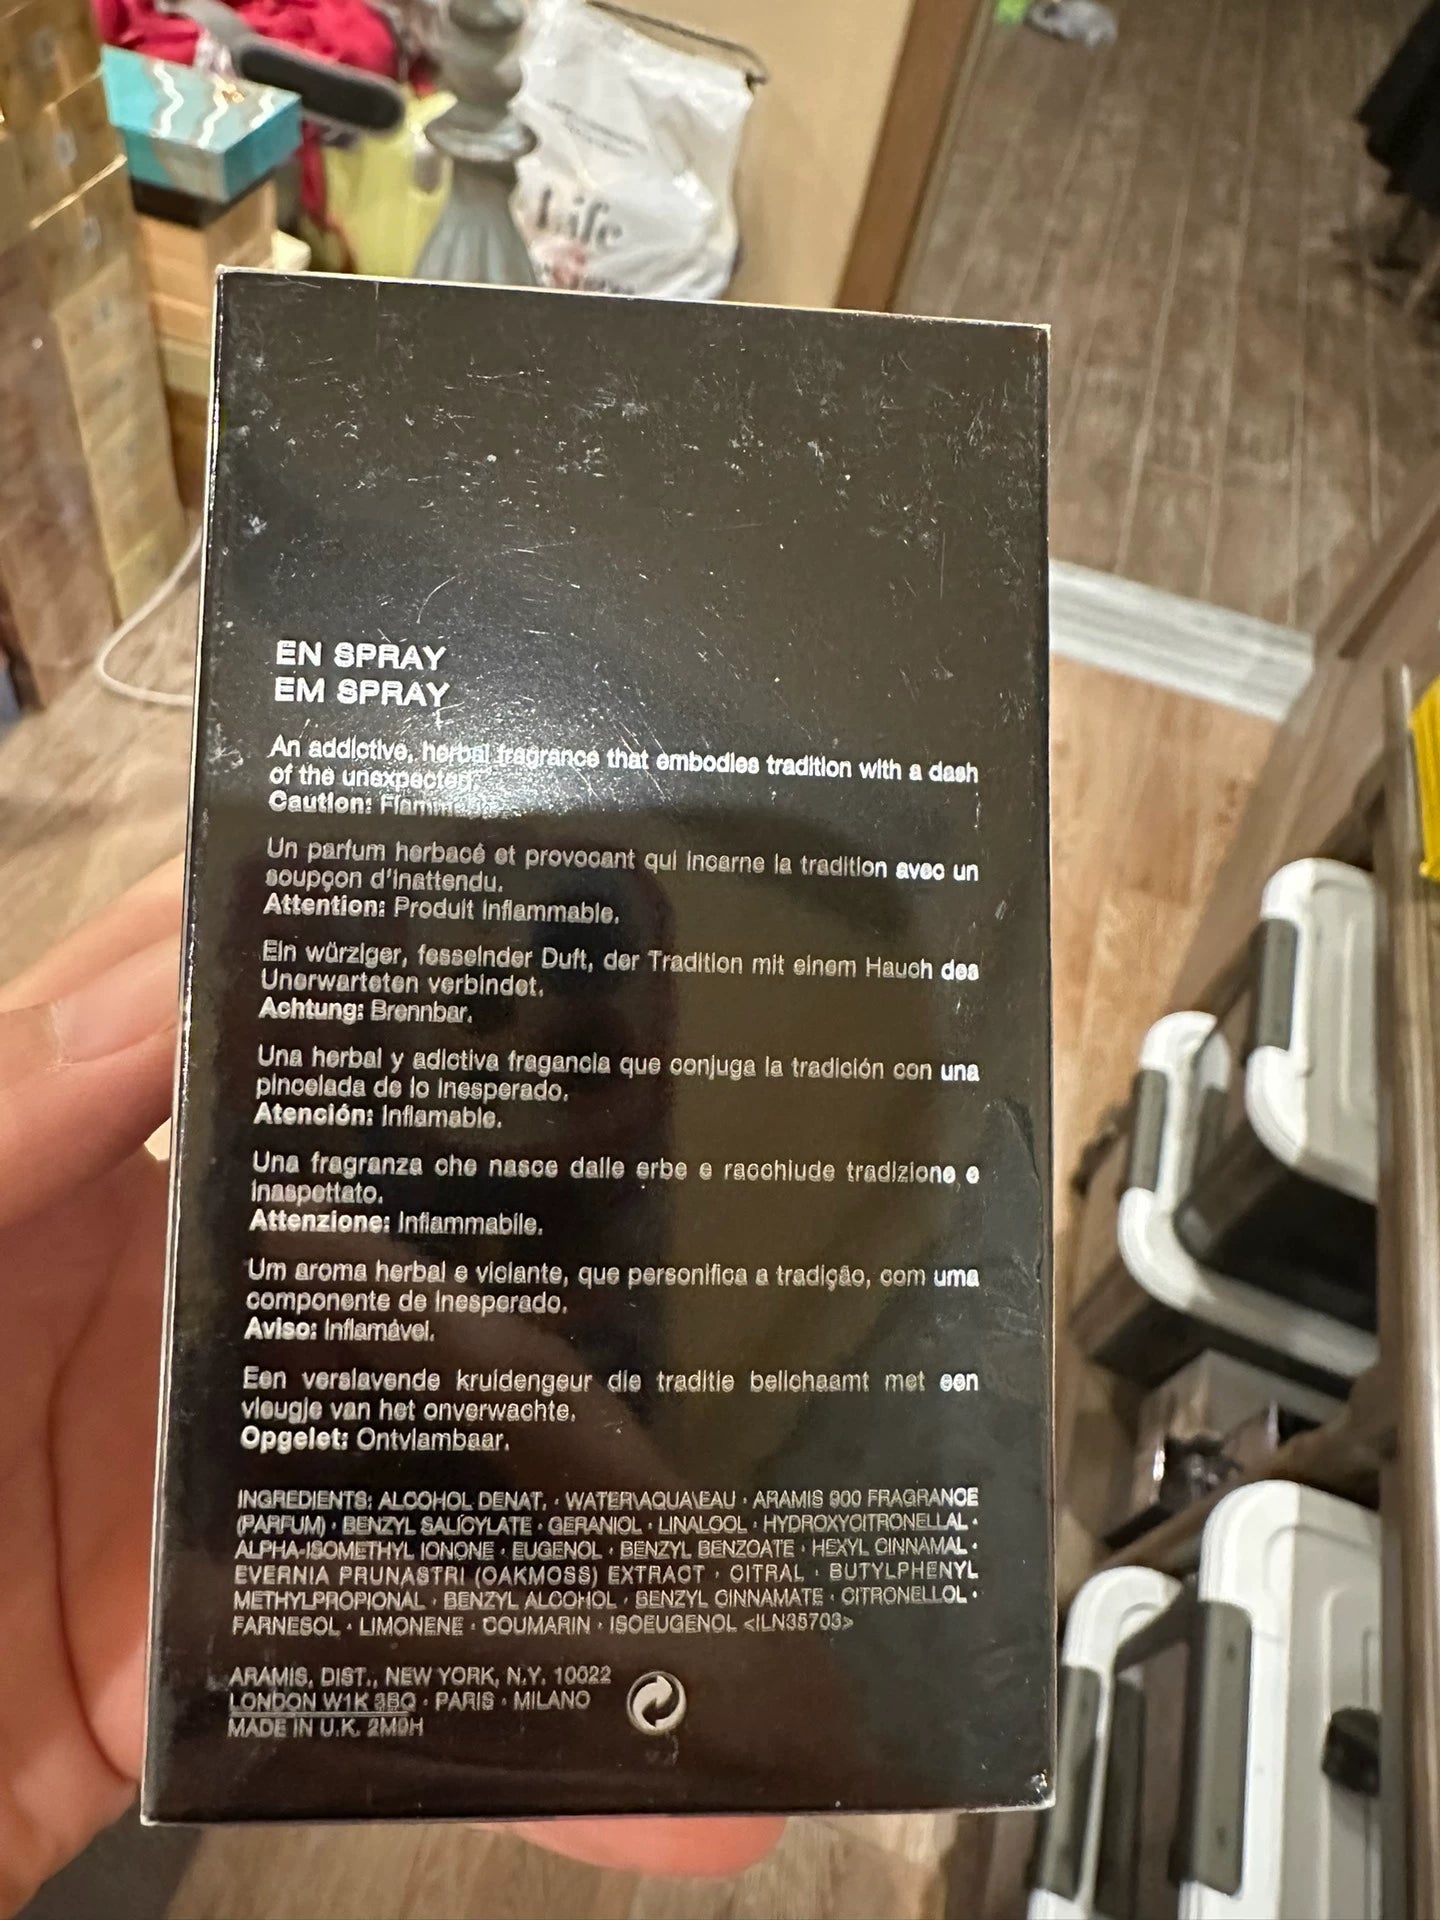 Life
EN SPRAY
EM SPRAY
An addictive, herbal fragrance that embodies tradition with a dash
of the unexpected.
Caution: Flammable.
Un parfum herbacé et provocant qui incarne la tradition avec un
soupçon d'inattendu.
Attention: Produit inflammable.
Ein würziger, fesselnder Duft, der Tradition mit einem Hauch des
Unerwarteten verbindet.
Achtung: Brennbar.
Una herbal y adictiva fragancia que conjuga la tradición con una
pincelada de lo inesperado.
Atención: Inflamable.
Una fragranza che nasce dalle erbe e racchiude tradizione e
inaspettato.
Attenzione: Infiammabile.
Um aroma herbal e viciante, que personifica a tradição, com uma
componente de inesperado.
Aviso: Inflamável.
Een verslavende kruidengeur die traditie belichaamt met een
vleugje van het onverwachte.
Opgelet: Ontvlambaar.
INGREDIENTS: ALCOHOL DENAT. • WATER\AQUA\EAU • ARAMIS 900 FRAGRANCE
(PARFUM) • BENZYL SALICYLATE • GERANIOL • LINALOOL • HYDROXYCITRONELLAL •
ALPHA-ISOMETHYL IONONE • EUGENOL • BENZYL BENZOATE • HEXYL CINNAMAL •
EVERNIA PRUNASTRI (OAKMOSS) EXTRACT • CITRAL • BUTYLPHENYL
METHYLPROPIONAL • BENZYL ALCOHOL • BENZYL CINNAMATE • CITRONELLOL •
FARNESOL • LIMONENE • COUMARIN • ISOEUGENOL <ILN35703>
ARAMIS, DIST., NEW YORK, N.Y. 10022
LONDON W1K 3BQ • PARIS • MILANO
MADE IN U.K. 2M9H